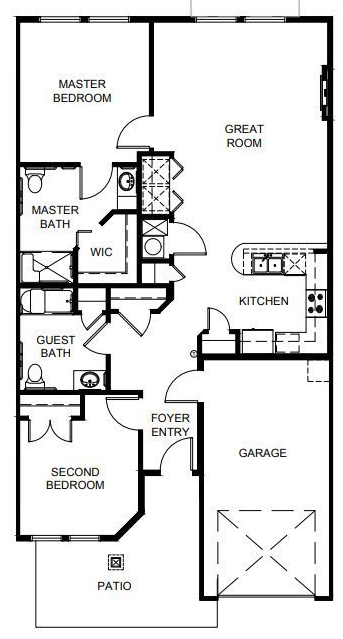 MASTER
BEDROOM
GREAT
ROOM
MASTER
BATH
WIC
KITCHEN
GUEST
BATH
FOYER
ENTRY
GARAGE
SECOND
BEDROOM
PATIO